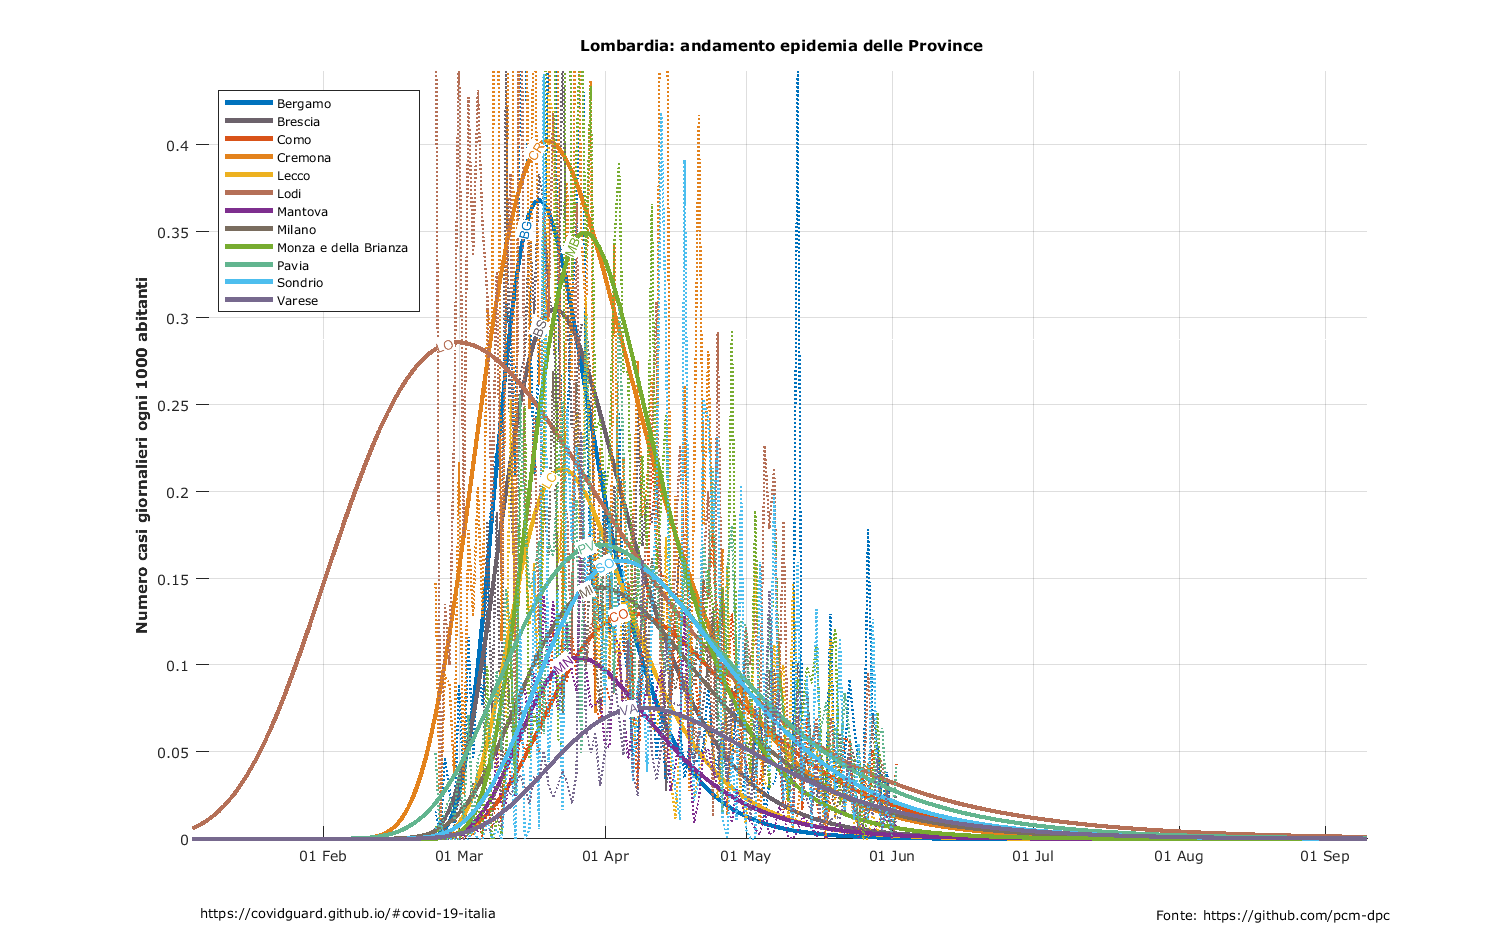 Lombardia: andamento epidemia delle Province
Numero casi giornalieri ogni 1000 abitanti
Bergamo
Brescia
Como
Cremona
Lecco
Lodi
Mantova
Milano
Monza e della Brianza
Pavia
Sondrio
Varese
0.4
0.35
0.3
0.25
0.2
0.15
0.1
0.05
0
CR
BG
MB
BS
LO
PV
SO
MI
CO
MN
VA
01 Feb 01 Mar 01 Apr 01 May 01 Jun 01 Jul 01 Aug 01 Sep
https://covidguard.github.io/#covid-19-italia
Fonte: https://github.com/pcm-dpc